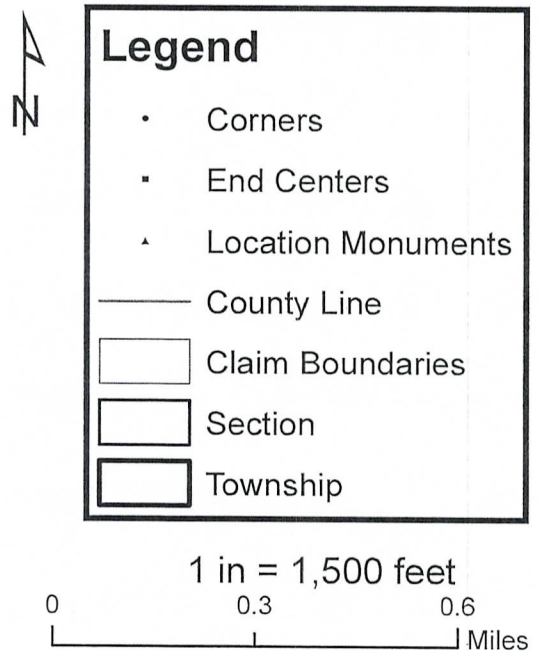 N
Legend
Corners
End Centers
Location Monuments
County Line
Claim Boundaries
Section
Township
1 in = 1,500 feet
0 0.3 0.6
Miles